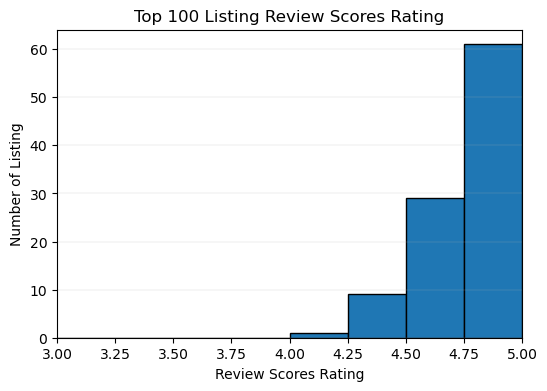 Top 100 Listing Review Scores Rating
Number of Listing
60
50
40
30
20
10
0
3.00 3.25 3.50 3.75 4.00 4.25 4.50 4.75 5.00
Review Scores Rating